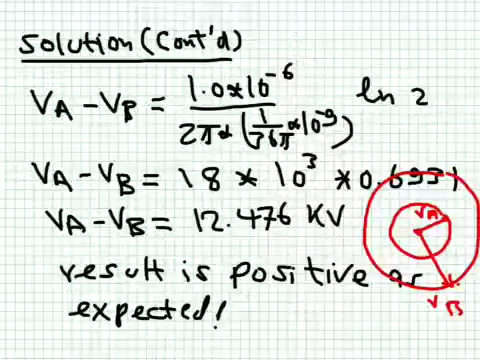 Solution (Cont'd)
VA - VB = 1.0*10^-6 / 2π* (1/36π *10^-9) ln 2
VA - VB = 18 * 10^3 * 0.6931
VA - VB = 12.476 KV
result is positive as
expected!
VA
VB